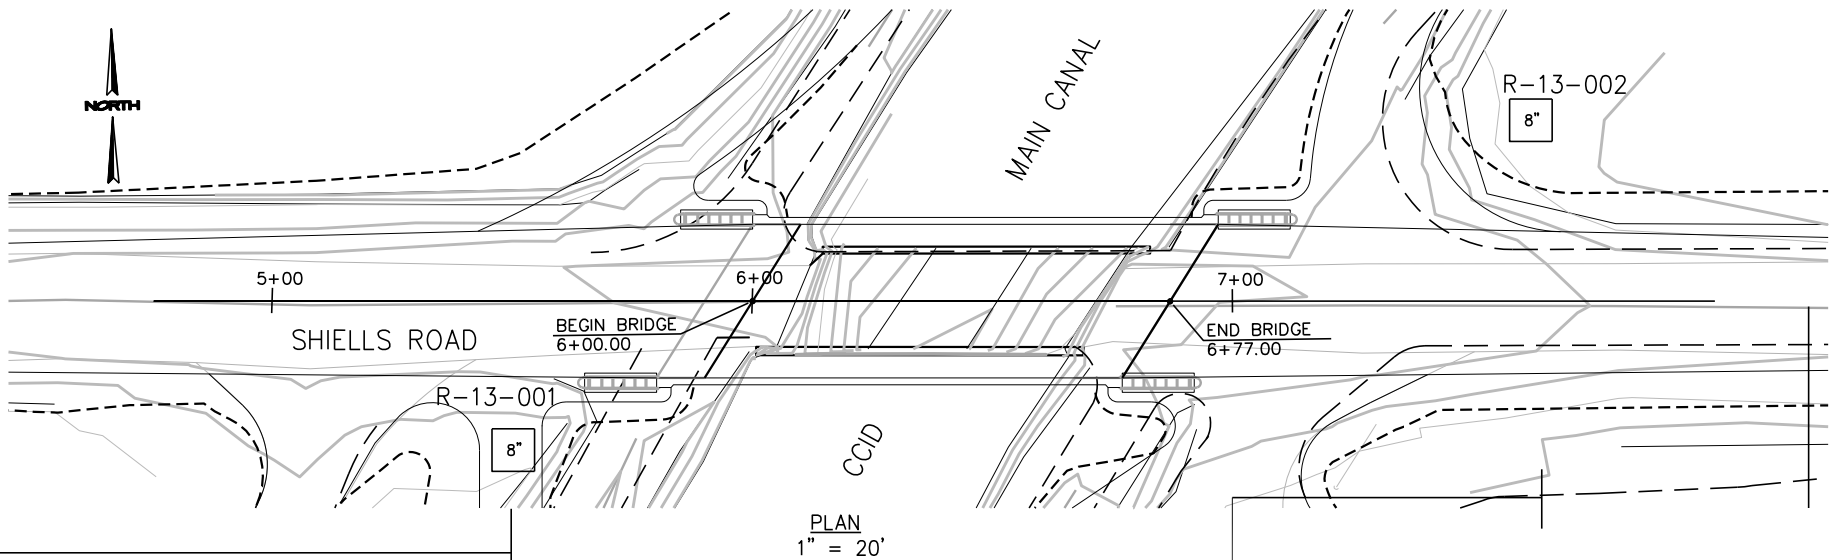 NORTH
MAIN CANAL
R-13-002
8"
5+00
6+00
7+00
SHIELLS ROAD
BEGIN BRIDGE
6+00.00
END BRIDGE
6+77.00
R-13-001
8"
CCID
PLAN
1" = 20'